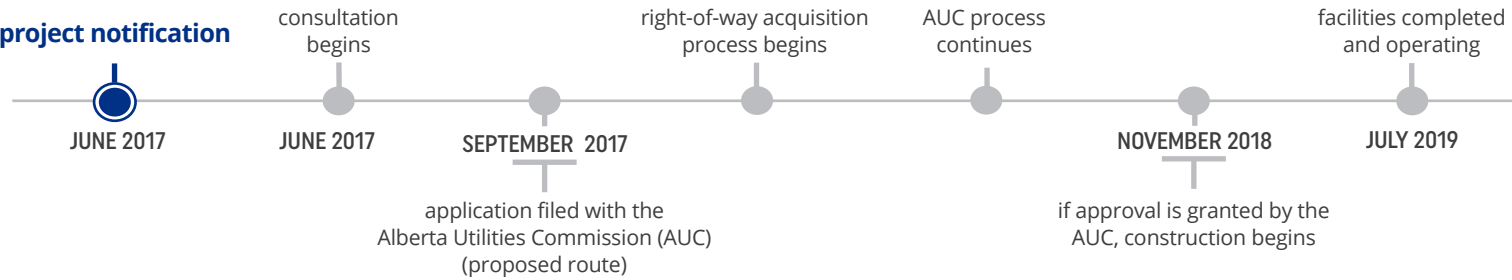 project notification
JUNE 2017
consultation
begins
JUNE 2017
SEPTEMBER 2017
application filed with the
Alberta Utilities Commission (AUC)
(proposed route)
right-of-way acquisition
process begins
AUC process
continues
NOVEMBER 2018
if approval is granted by the
AUC, construction begins
facilities completed
and operating
JULY 2019